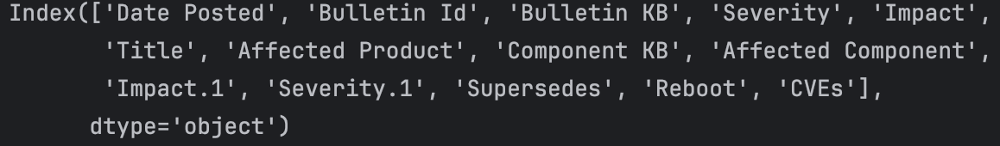 Index(['Date Posted', 'Bulletin Id', 'Bulletin KB', 'Severity', 'Impact',
'Title', 'Affected Product', 'Component KB', 'Affected Component',
'Impact.1', 'Severity.1', 'Supersedes', 'Reboot', 'CVEs'],
dtype='object')